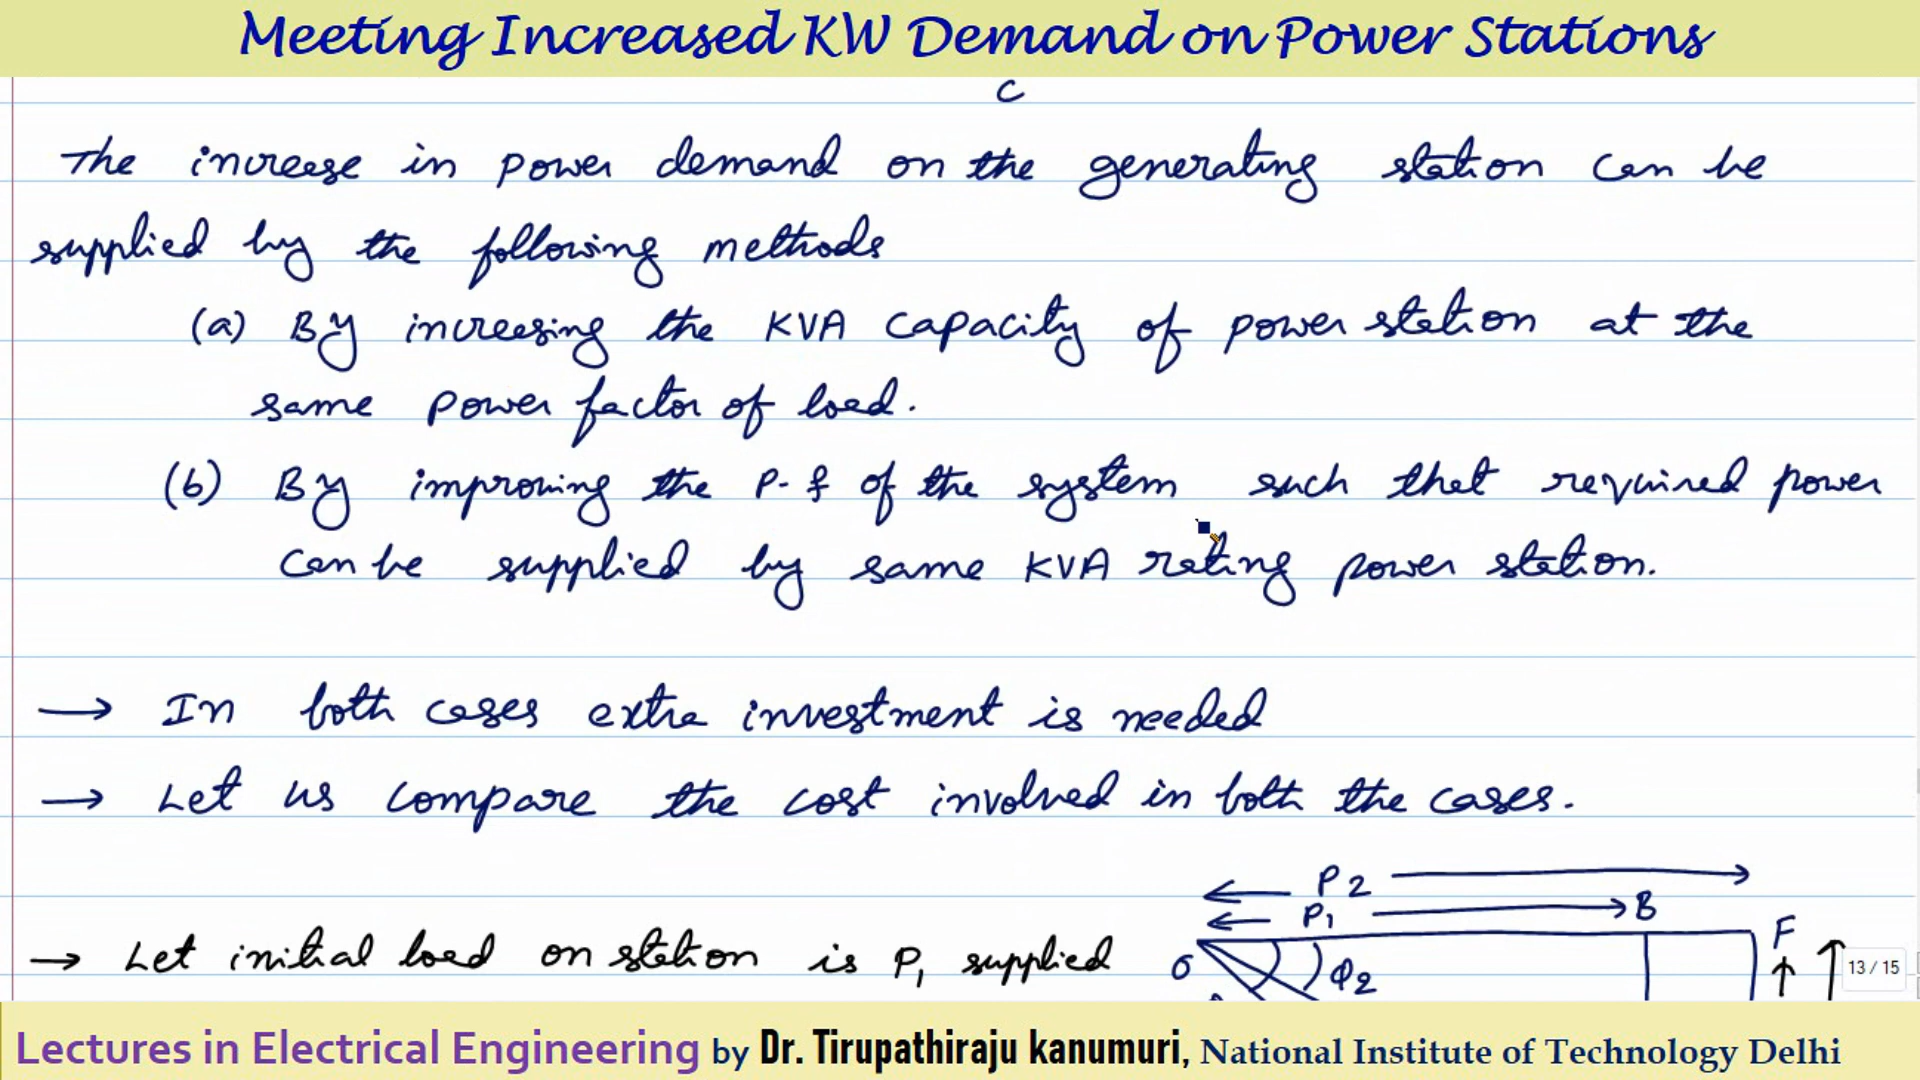 Meeting Increased KW Demand on Power Stations
C
The increese in power demand on the generating station can be
supplied by the following methods
(a) By increesing the KVA capacity of power station at the
same power factor of load.
(b) By improving the P.f of the system such that required power
can be supplied by same KVA rating power station.
→ In both cases extra investment is needed
→ Let us compare the cost involved in both the cases.
← P2 →
← P1 → B
F
→ Let initial load on station is P1 supplied
O φ2
13 / 15
Lectures in Electrical Engineering by Dr. Tirupathiraju kanumuri, National Institute of Technology Delhi